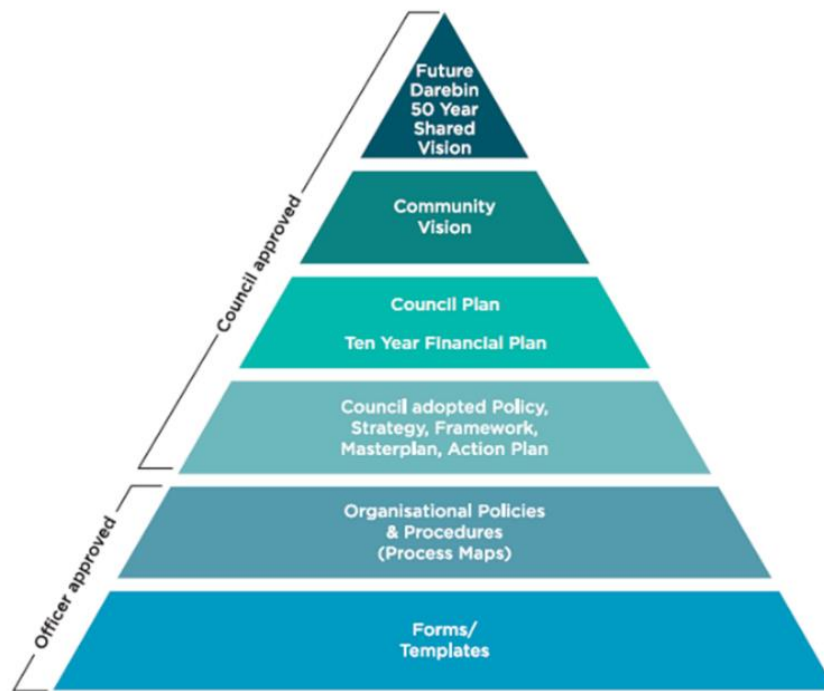 Future
Darebin
50 Year
Shared
Vision
Community
Vision
Council Plan
Ten Year Financial Plan
Council adopted Policy,
Strategy, Framework,
Masterplan, Action Plan
Organisational Policies
& Procedures
(Process Maps)
Forms/
Templates
Council approved
Officer approved